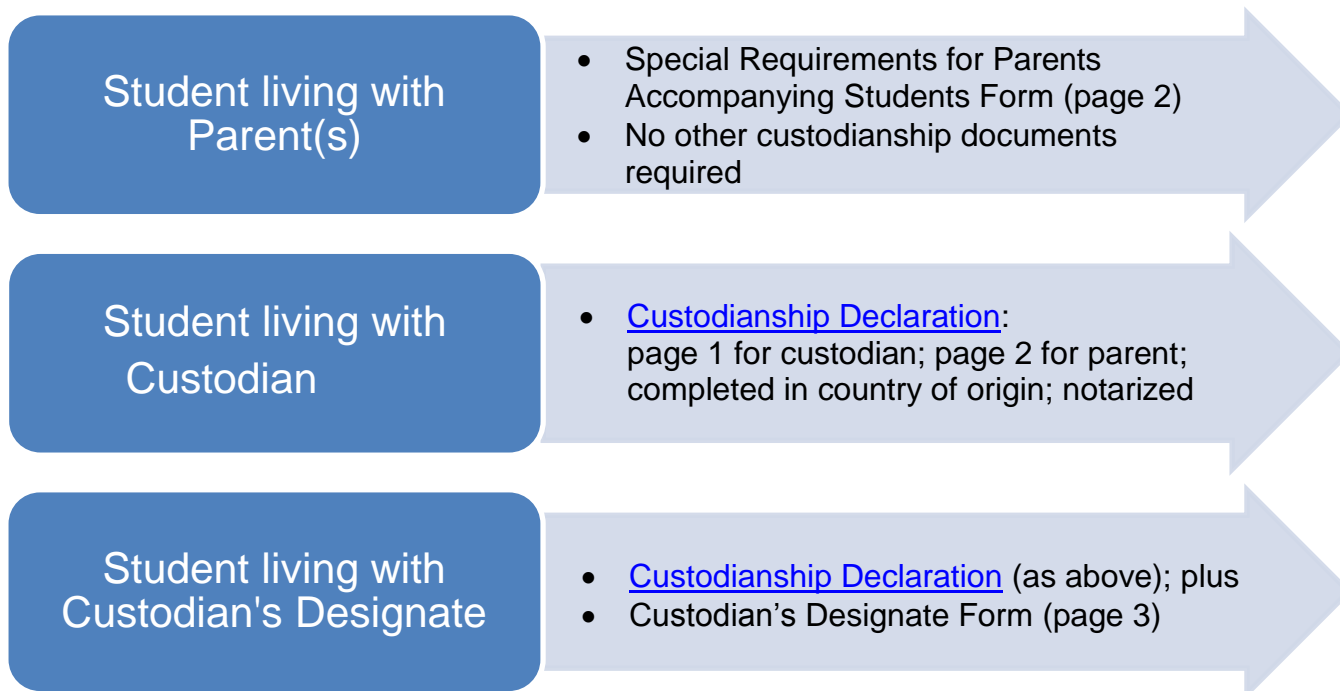 Student living with
Parent(s)
• Special Requirements for Parents
Accompanying Students Form (page 2)
• No other custodianship documents
required
Student living with
Custodian
• Custodianship Declaration:
page 1 for custodian; page 2 for parent;
completed in country of origin; notarized
Student living with
Custodian's Designate
• Custodianship Declaration (as above); plus
• Custodian’s Designate Form (page 3)